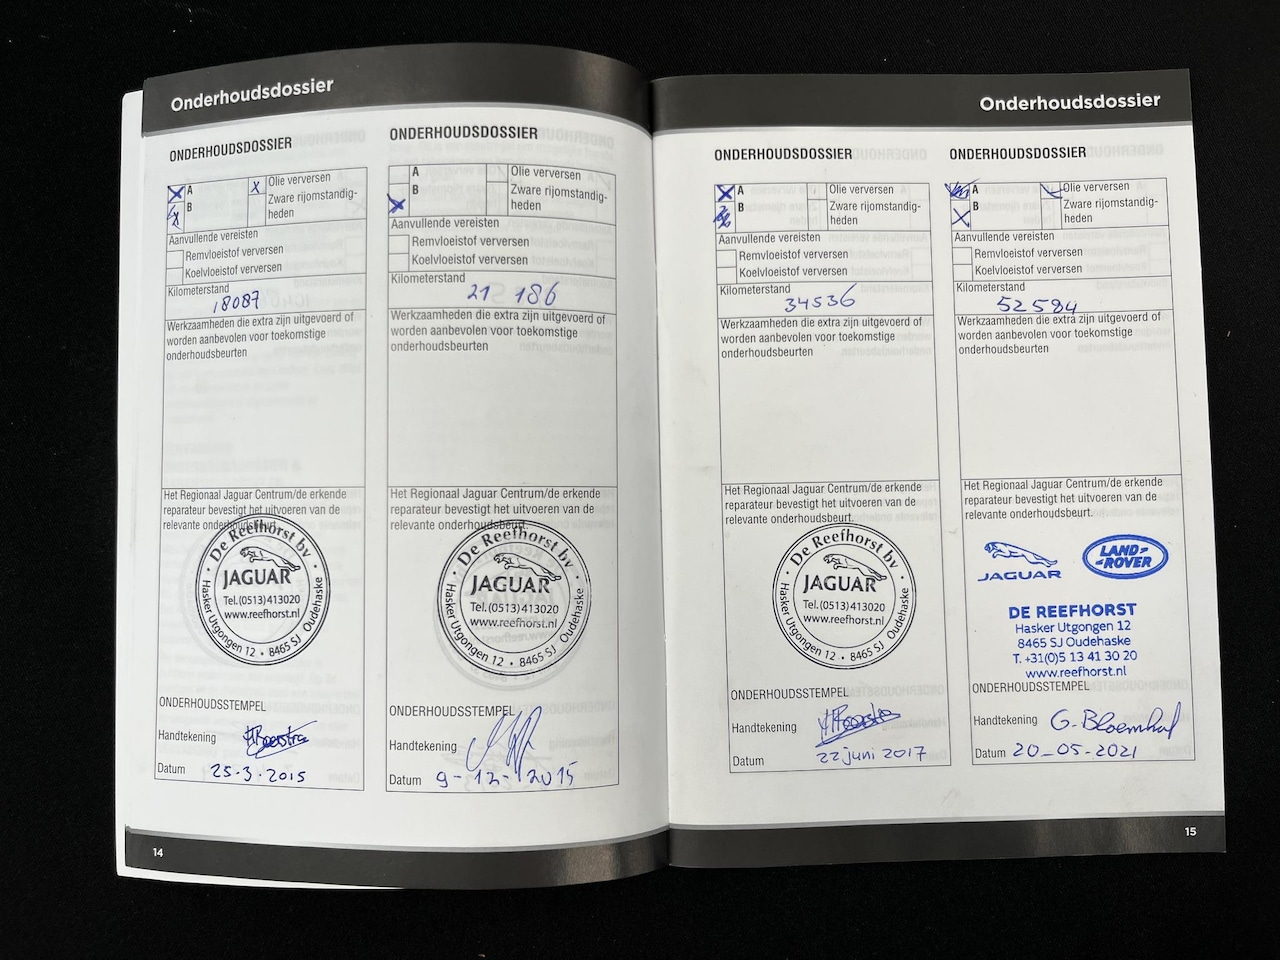 Onderhoudsdossier
ONDERHOUDSDOSSIER
X A
X Olie verversen
X B
Zware rijomstandig-
heden
Aanvullende vereisten
Remvloeistof verversen
Koelvloeistof verversen
Kilometerstand
18087
Werkzaamheden die extra zijn uitgevoerd of
worden aanbevolen voor toekomstige
onderhoudsbeurten
Het Regionaal Jaguar Centrum/de erkende
reparateur bevestigt het uitvoeren van de
relevante onderhoudsbeurt.
De Reefhorst bv
JAGUAR
Tel.(0513)413020
www.reefhorst.nl
Hasker Utgongen 12 • 8465 SJ Oudehaske
ONDERHOUDSSTEMPEL
Handtekening
Datum 25-3-2015
ONDERHOUDSDOSSIER
A
Olie verversen
X B
Zware rijomstandig-
heden
Aanvullende vereisten
Remvloeistof verversen
Koelvloeistof verversen
Kilometerstand
21 186
Werkzaamheden die extra zijn uitgevoerd of
worden aanbevolen voor toekomstige
onderhoudsbeurten
Het Regionaal Jaguar Centrum/de erkende
reparateur bevestigt het uitvoeren van de
relevante onderhoudsbeurt.
De Reefhorst bv
JAGUAR
Tel.(0513)413020
www.reefhorst.nl
Hasker Utgongen 12 • 8465 SJ Oudehaske
ONDERHOUDSSTEMPEL
Handtekening
Datum 9-12-2015
14
Onderhoudsdossier
ONDERHOUDSDOSSIER
X A
Olie verversen
B
Zware rijomstandig-
heden
Aanvullende vereisten
Remvloeistof verversen
Koelvloeistof verversen
Kilometerstand
34536
Werkzaamheden die extra zijn uitgevoerd of
worden aanbevolen voor toekomstige
onderhoudsbeurten
Het Regionaal Jaguar Centrum/de erkende
reparateur bevestigt het uitvoeren van de
relevante onderhoudsbeurt.
De Reefhorst bv
JAGUAR
Tel.(0513)413020
www.reefhorst.nl
Hasker Utgongen 12 • 8465 SJ Oudehaske
ONDERHOUDSSTEMPEL
Handtekening
Datum 22 juni 2017
ONDERHOUDSDOSSIER
A
Olie verversen
X B
Zware rijomstandig-
heden
Aanvullende vereisten
Remvloeistof verversen
Koelvloeistof verversen
Kilometerstand
52584
Werkzaamheden die extra zijn uitgevoerd of
worden aanbevolen voor toekomstige
onderhoudsbeurten
Het Regionaal Jaguar Centrum/de erkende
reparateur bevestigt het uitvoeren van de
relevante onderhoudsbeurt.
JAGUAR
LAND-
-ROVER
DE REEFHORST
Hasker Utgongen 12
8465 SJ Oudehaske
T. +31(0)5 13 41 30 20
www.reefhorst.nl
ONDERHOUDSSTEMPEL
Handtekening G. Bloemhof
Datum 20-05-2021
15